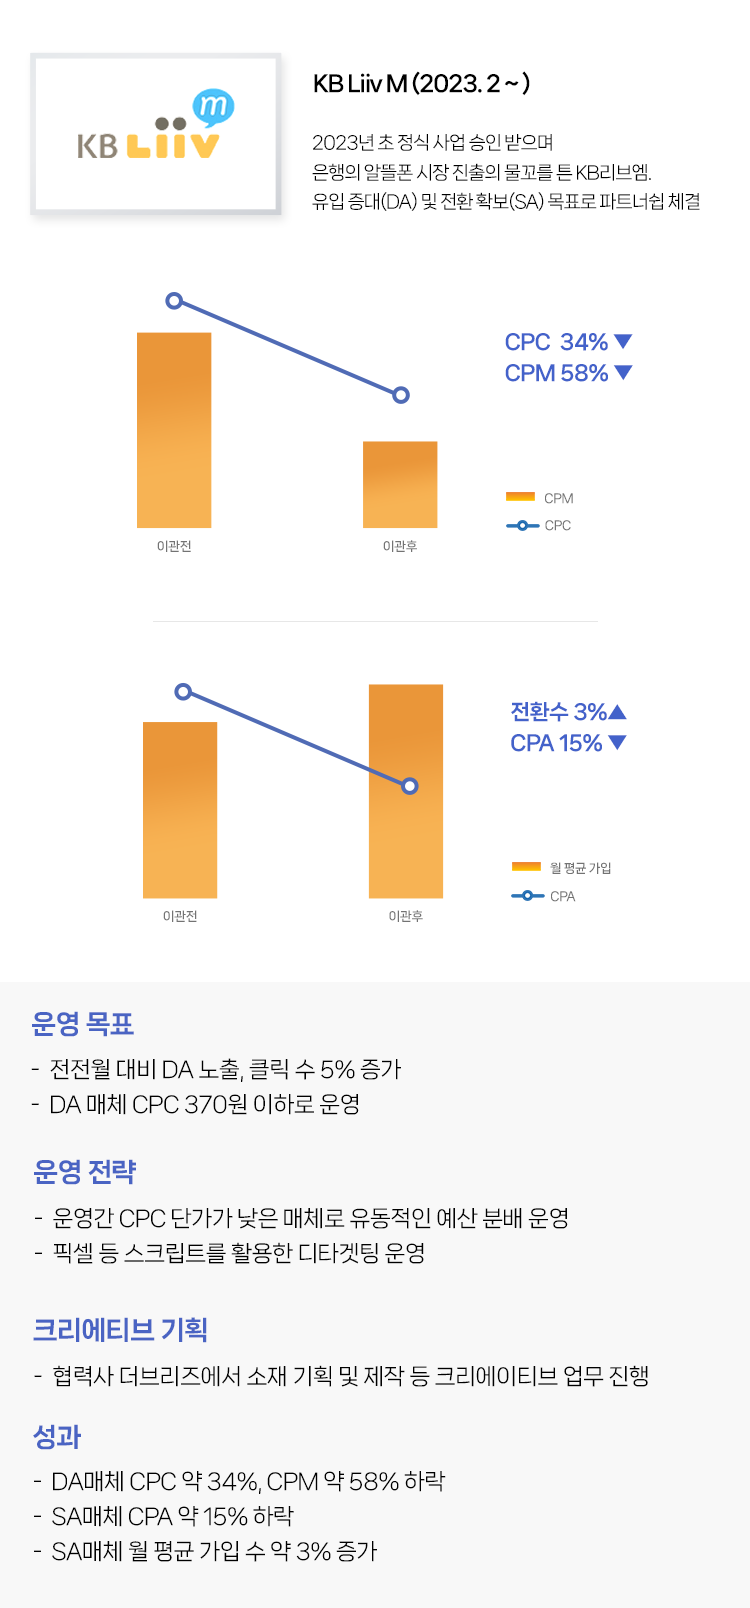 KB Liiv m
KB Liiv M (2023. 2 ~ )
2023년 초 정식 사업 승인 받으며
은행의 알뜰폰 시장 진출의 물꼬를 튼 KB리브엠.
유입 증대(DA) 및 전환 확보(SA) 목표로 파트너쉽 체결
CPC 34% ▼
CPM 58% ▼
CPM
CPC
이관전
이관후
전환수 3%▲
CPA 15% ▼
월 평균 가입
CPA
이관전
이관후
운영 목표
- 전전월 대비 DA 노출, 클릭 수 5% 증가
- DA 매체 CPC 370원 이하로 운영
운영 전략
- 운영간 CPC 단가가 낮은 매체로 유동적인 예산 분배 운영
- 픽셀 등 스크립트를 활용한 디타겟팅 운영
크리에티브 기획
- 협력사 더브리즈에서 소재 기획 및 제작 등 크리에이티브 업무 진행
성과
- DA매체 CPC 약 34%, CPM 약 58% 하락
- SA매체 CPA 약 15% 하락
- SA매체 월 평균 가입 수 약 3% 증가